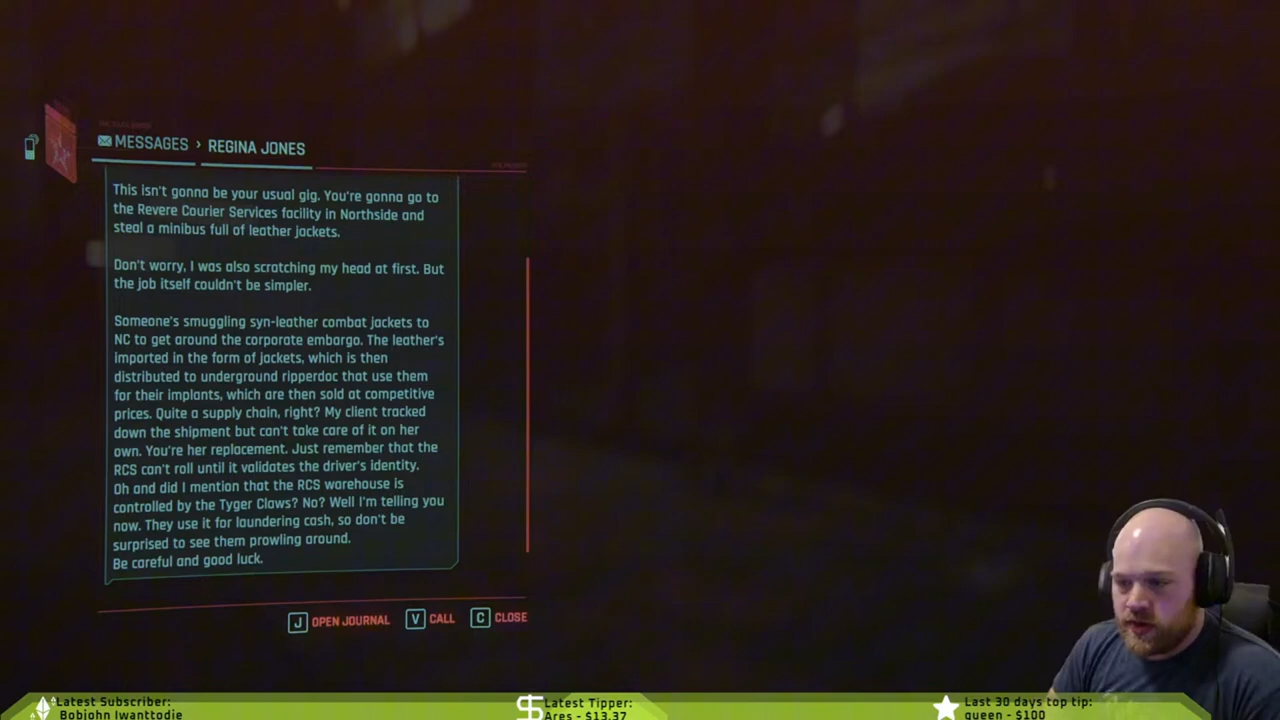 MESSAGES › REGINA JONES
This isn't gonna be your usual gig. You're gonna go to
the Revere Courier Services facility in Northside and
steal a minibus full of leather jackets.
Don't worry, I was also scratching my head at first. But
the job itself couldn't be simpler.
Someone's smuggling syn-leather combat jackets to
NC to get around the corporate embargo. The leather's
imported in the form of jackets, which is then
distributed to underground ripperdoc that use them
for their implants, which are then sold at competitive
prices. Quite a supply chain, right? My client tracked
down the shipment but can't take care of it on her
own. You're her replacement. Just remember that the
RCS can't roll until it validates the driver's identity.
Oh and did I mention that the RCS warehouse is
controlled by the Tyger Claws? No? Well I'm telling you
now. They use it for laundering cash, so don't be
surprised to see them prowling around.
Be careful and good luck.
J OPEN JOURNAL V CALL C CLOSE
Latest Subscriber:
Bobjohn Iwanttodie
Latest Tipper:
Ares - $13.37
Last 30 days top tip:
queen - $100